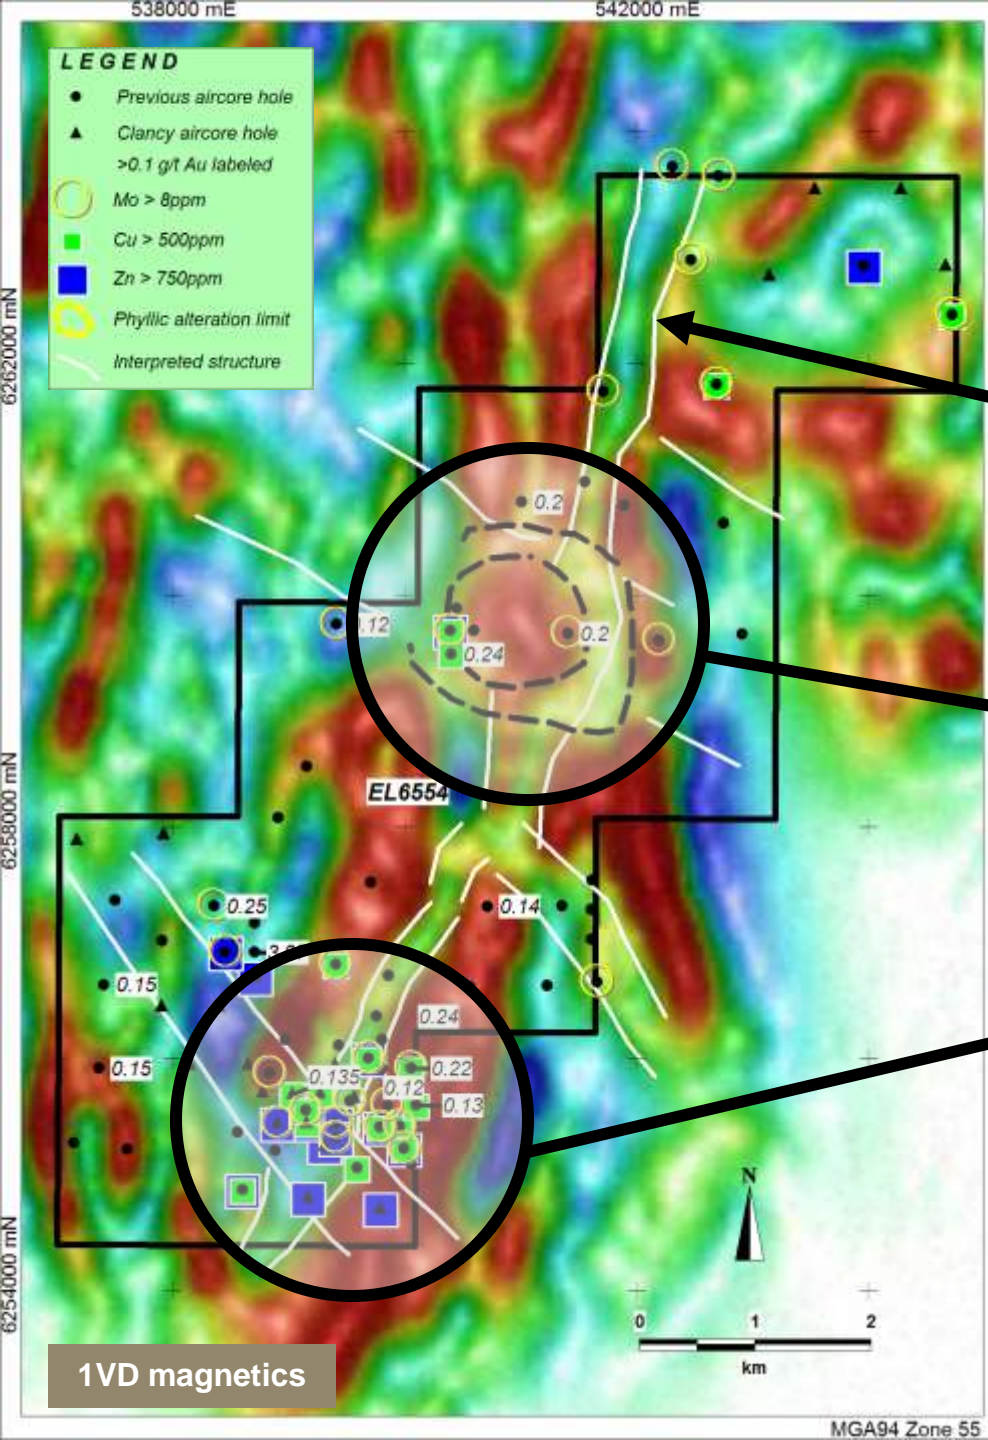 538000 mE
542000 mE
LEGEND
Previous aircore hole
Clancy aircore hole
>0.1 g/t Au labeled
Mo > 8ppm
Cu > 500ppm
Zn > 750ppm
Phyllic alteration limit
Interpreted structure
6262000 mN
0.2
0.12
0.2
0.24
6258000 mN
EL6554
0.25
0.14
0.15
0.24
0.15
0.135
0.22
0.12
0.13
6254000 mN
N
0 1 2
km
1VD magnetics
MGA94 Zone 55